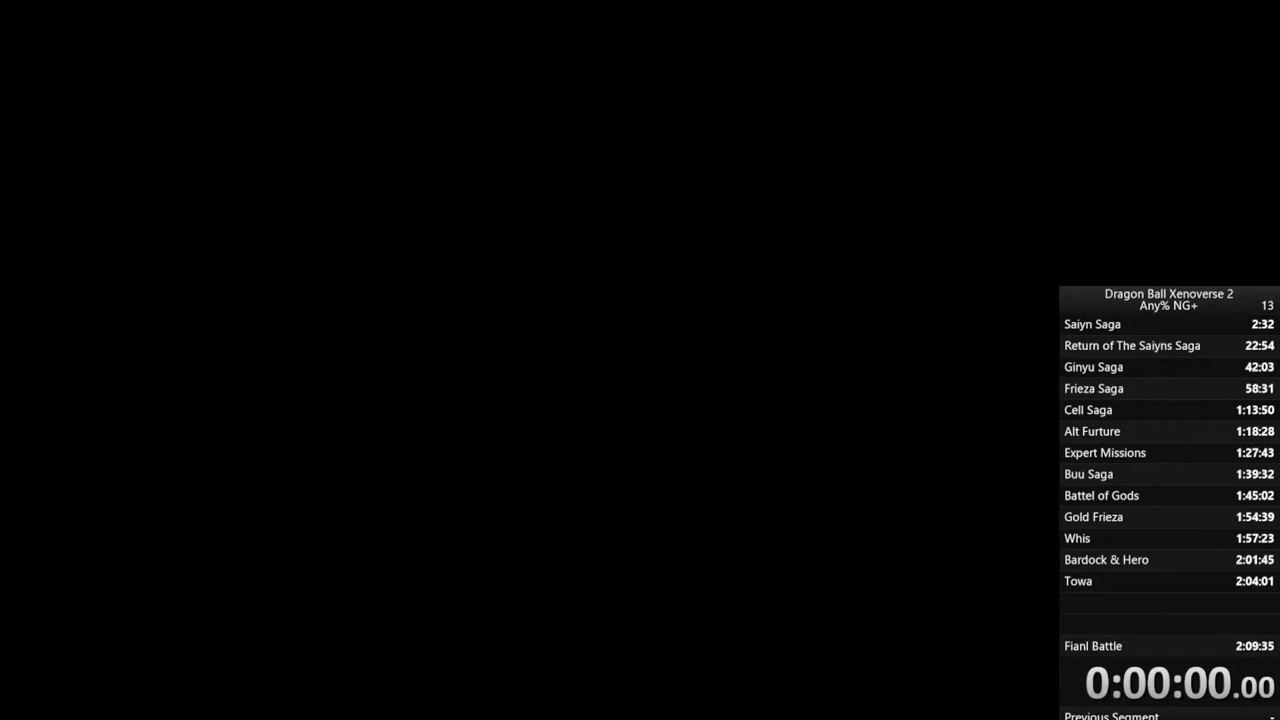 Dragon Ball Xenoverse 2
Any% NG+ 13
Saiyn Saga 2:32
Return of The Saiyns Saga 22:54
Ginyu Saga 42:03
Frieza Saga 58:31
Cell Saga 1:13:50
Alt Furture 1:18:28
Expert Missions 1:27:43
Buu Saga 1:39:32
Battel of Gods 1:45:02
Gold Frieza 1:54:39
Whis 1:57:23
Bardock & Hero 2:01:45
Towa 2:04:01
Fianl Battle 2:09:35
0:00:00.00
Previous Segment -